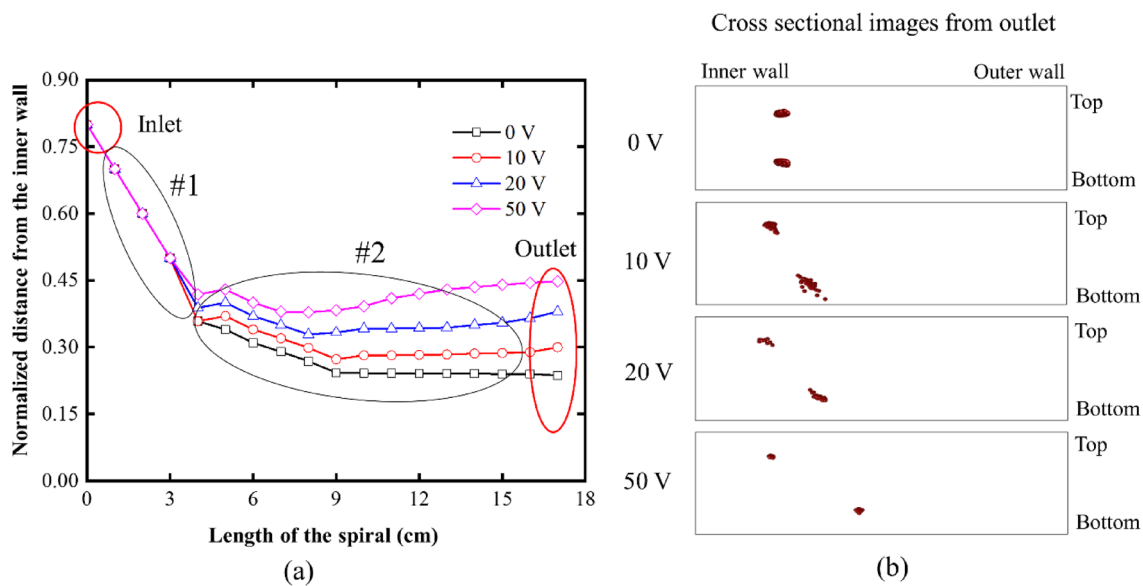 Cross sectional images from outlet
Normalized distance from the inner wall
0.90
0.75
0.60
0.45
0.30
0.15
0.00
0
3
6
9
12
15
18
Length of the spiral (cm)
Inlet
#1
#2
Outlet
0 V
10 V
20 V
50 V
(a)
Inner wall
Outer wall
0 V
Top
Bottom
10 V
Top
Bottom
20 V
Top
Bottom
50 V
Top
Bottom
(b)